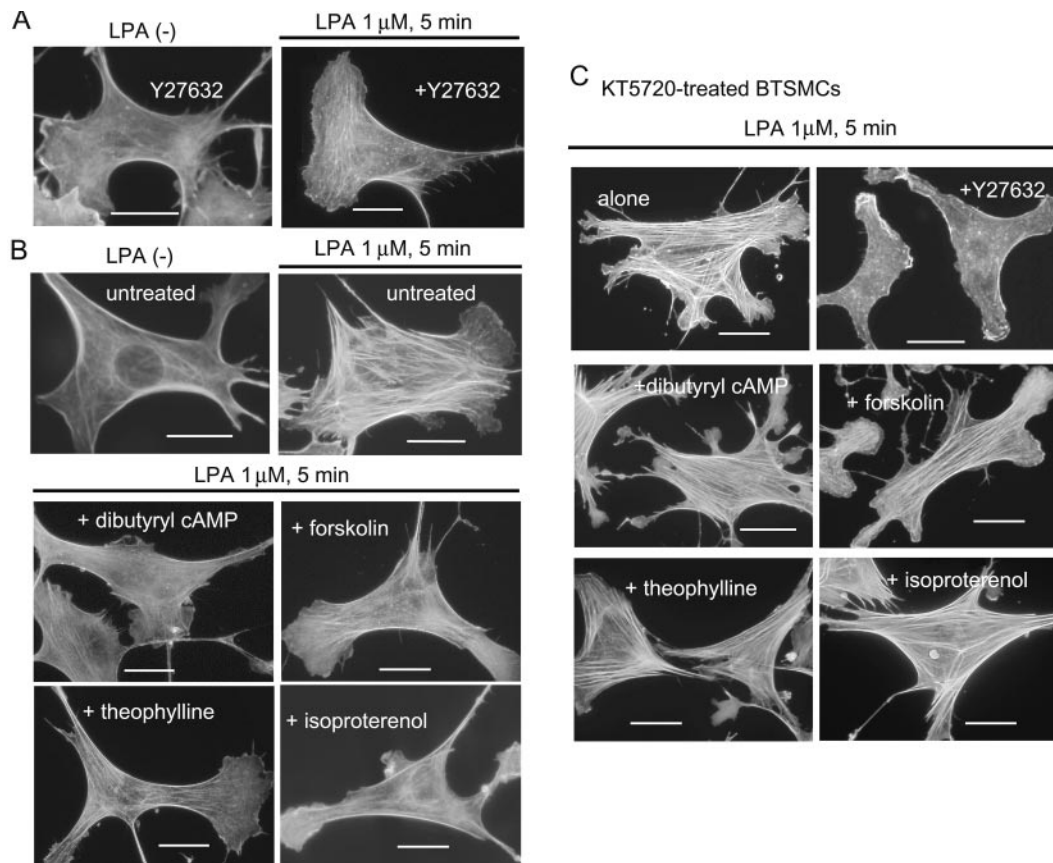 A
LPA (-)
LPA 1 μM, 5 min
Y27632
+Y27632
B
LPA (-)
LPA 1 μM, 5 min
untreated
untreated
LPA 1 μM, 5 min
+ dibutyryl cAMP
+ forskolin
+ theophylline
+ isoproterenol
C
KT5720-treated BTSMCs
LPA 1μM, 5 min
alone
+Y27632
+dibutyryl cAMP
+ forskolin
+ theophylline
+ isoproterenol